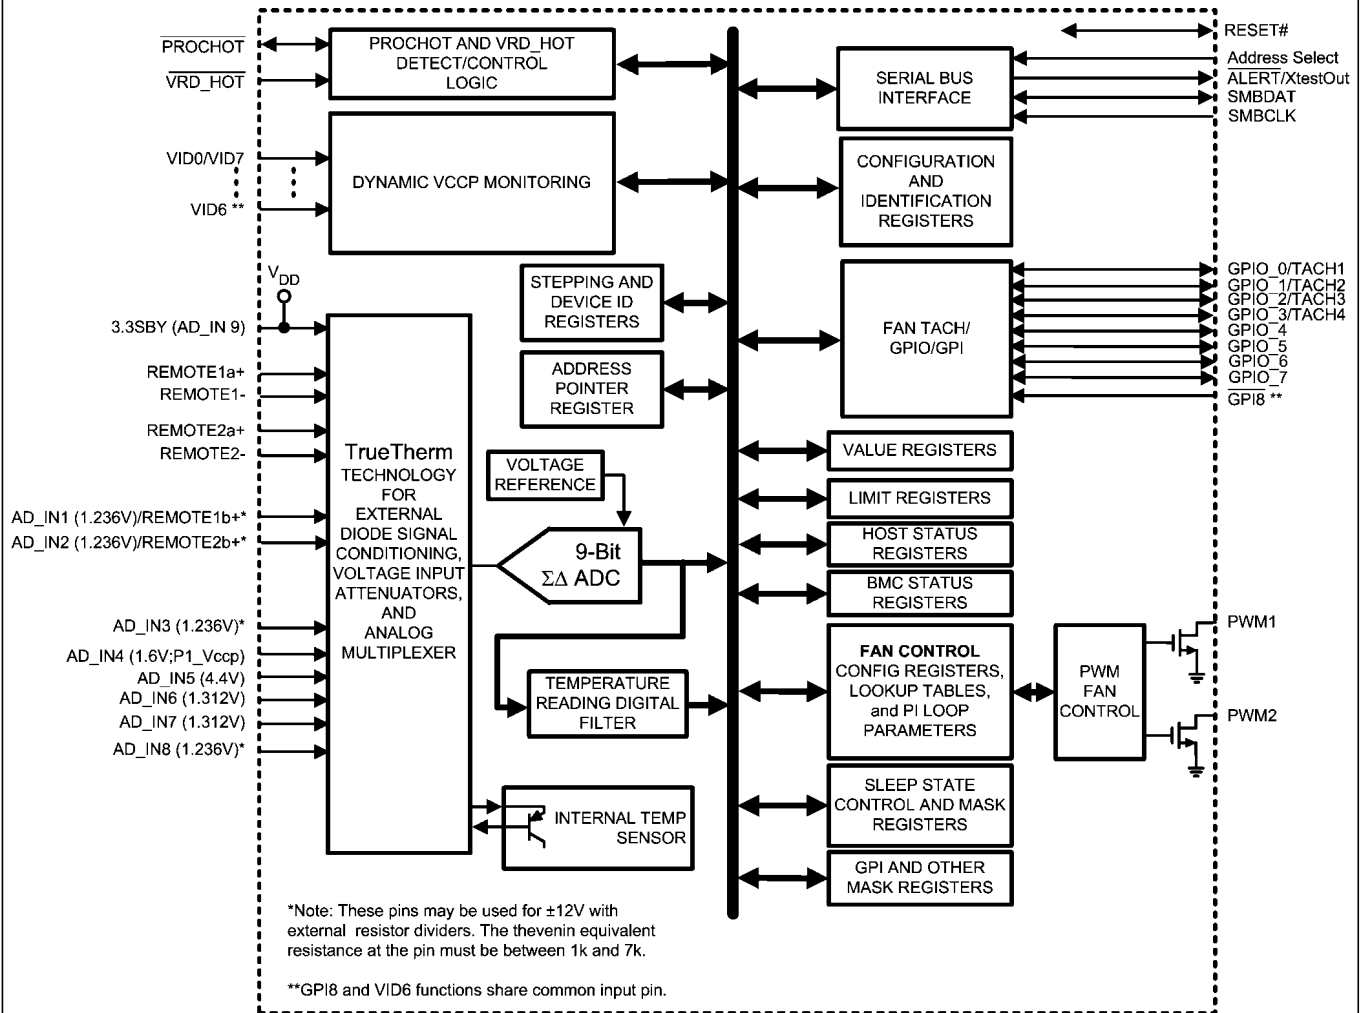 PROCHOT
VRD_HOT
PROCHOT AND VRD_HOT
DETECT/CONTROL
LOGIC
VID0/VID7
VID6 **
DYNAMIC VCCP MONITORING
VDD
3.3SBY (AD_IN 9)
REMOTE1a+
REMOTE1-
REMOTE2a+
REMOTE2-
AD_IN1 (1.236V)/REMOTE1b+*
AD_IN2 (1.236V)/REMOTE2b+*
AD_IN3 (1.236V)*
AD_IN4 (1.6V;P1_Vccp)
AD_IN5 (4.4V)
AD_IN6 (1.312V)
AD_IN7 (1.312V)
AD_IN8 (1.236V)*
TrueTherm
TECHNOLOGY
FOR
EXTERNAL
DIODE SIGNAL
CONDITIONING,
VOLTAGE INPUT
ATTENUATORS,
AND
ANALOG
MULTIPLEXER
STEPPING AND
DEVICE ID
REGISTERS
ADDRESS
POINTER
REGISTER
VOLTAGE
REFERENCE
9-Bit
ΣΔ ADC
TEMPERATURE
READING DIGITAL
FILTER
INTERNAL TEMP
SENSOR
SERIAL BUS
INTERFACE
CONFIGURATION
AND
IDENTIFICATION
REGISTERS
FAN TACH/
GPIO/GPI
VALUE REGISTERS
LIMIT REGISTERS
HOST STATUS
REGISTERS
BMC STATUS
REGISTERS
FAN CONTROL
CONFIG REGISTERS,
LOOKUP TABLES,
and PI LOOP
PARAMETERS
PWM
FAN
CONTROL
SLEEP STATE
CONTROL AND MASK
REGISTERS
GPI AND OTHER
MASK REGISTERS
RESET#
Address Select
ALERT/XtestOut
SMBDAT
SMBCLK
GPIO_0/TACH1
GPIO_1/TACH2
GPIO_2/TACH3
GPIO_3/TACH4
GPIO_4
GPIO_5
GPIO_6
GPIO_7
GPI8 **
PWM1
PWM2
*Note: These pins may be used for ±12V with
external resistor dividers. The thevenin equivalent
resistance at the pin must be between 1k and 7k.
**GPI8 and VID6 functions share common input pin.